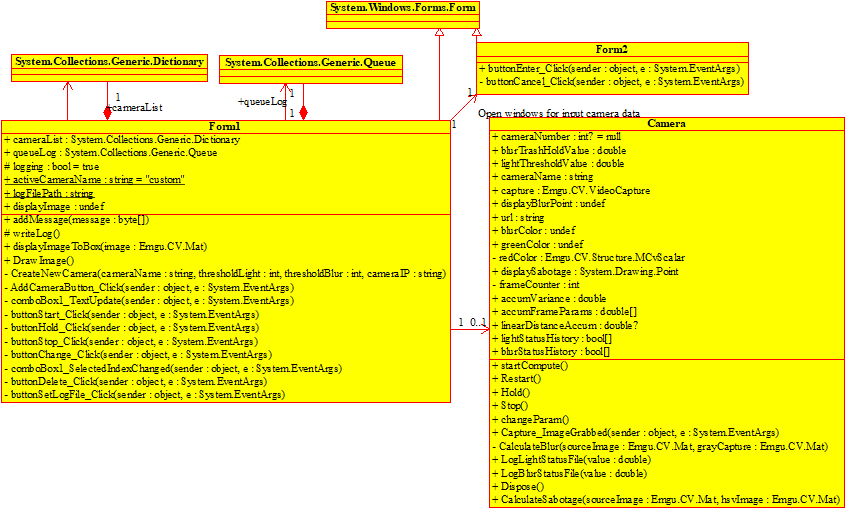 System.Windows.Forms.Form
System.Collections.Generic.Dictionary
System.Collections.Generic.Queue
Form2
+ buttonEnter_Click(sender : object, e : System.EventArgs)
- buttonCancel_Click(sender : object, e : System.EventArgs)
1
+cameraList
+queueLog
1
1
1
1
Open windows for input camera data
Form1
+ cameraList : System.Collections.Generic.Dictionary
+ queueLog : System.Collections.Generic.Queue
# logging : bool = true
+ activeCameraName : string = "custom"
+ logFilePath : string
+ displayImage : undef
+ addMessage(message : byte[])
# writeLog()
+ displayImageToBox(image : Emgu.CV.Mat)
+ DrawImage()
- CreateNewCamera(cameraName : string, thresholdLight : int, thresholdBlur : int, cameraIP : string)
- AddCameraButton_Click(sender : object, e : System.EventArgs)
- comboBox1_TextUpdate(sender : object, e : System.EventArgs)
- buttonStart_Click(sender : object, e : System.EventArgs)
- buttonHold_Click(sender : object, e : System.EventArgs)
- buttonStop_Click(sender : object, e : System.EventArgs)
- buttonChange_Click(sender : object, e : System.EventArgs)
- comboBox1_SelectedIndexChanged(sender : object, e : System.EventArgs)
- buttonDelete_Click(sender : object, e : System.EventArgs)
- buttonSetLogFile_Click(sender : object, e : System.EventArgs)
1 0..1
Camera
+ cameraNumber : int? = null
+ blurTrashHoldValue : double
+ lightThresholdValue : double
+ cameraName : string
+ capture : Emgu.CV.VideoCapture
+ displayBlurPoint : undef
+ url : string
+ blurColor : undef
+ greenColor : undef
- redColor : Emgu.CV.Structure.MCvScalar
+ displaySabotage : System.Drawing.Point
- frameCounter : int
+ accumVariance : double
+ accumFrameParams : double[]
+ linearDistanceAccum : double?
+ lightStatusHistory : bool[]
+ blurStatusHistory : bool[]
+ startCompute()
+ Restart()
+ Hold()
+ Stop()
+ changeParam()
+ Capture_ImageGrabbed(sender : object, e : System.EventArgs)
- CalculateBlur(sourceImage : Emgu.CV.Mat, grayCapture : Emgu.CV.Mat)
+ LogLightStatusFile(value : double)
+ LogBlurStatusFile(value : double)
+ Dispose()
+ CalculateSabotage(sourceImage : Emgu.CV.Mat, hsvImage : Emgu.CV.Mat)